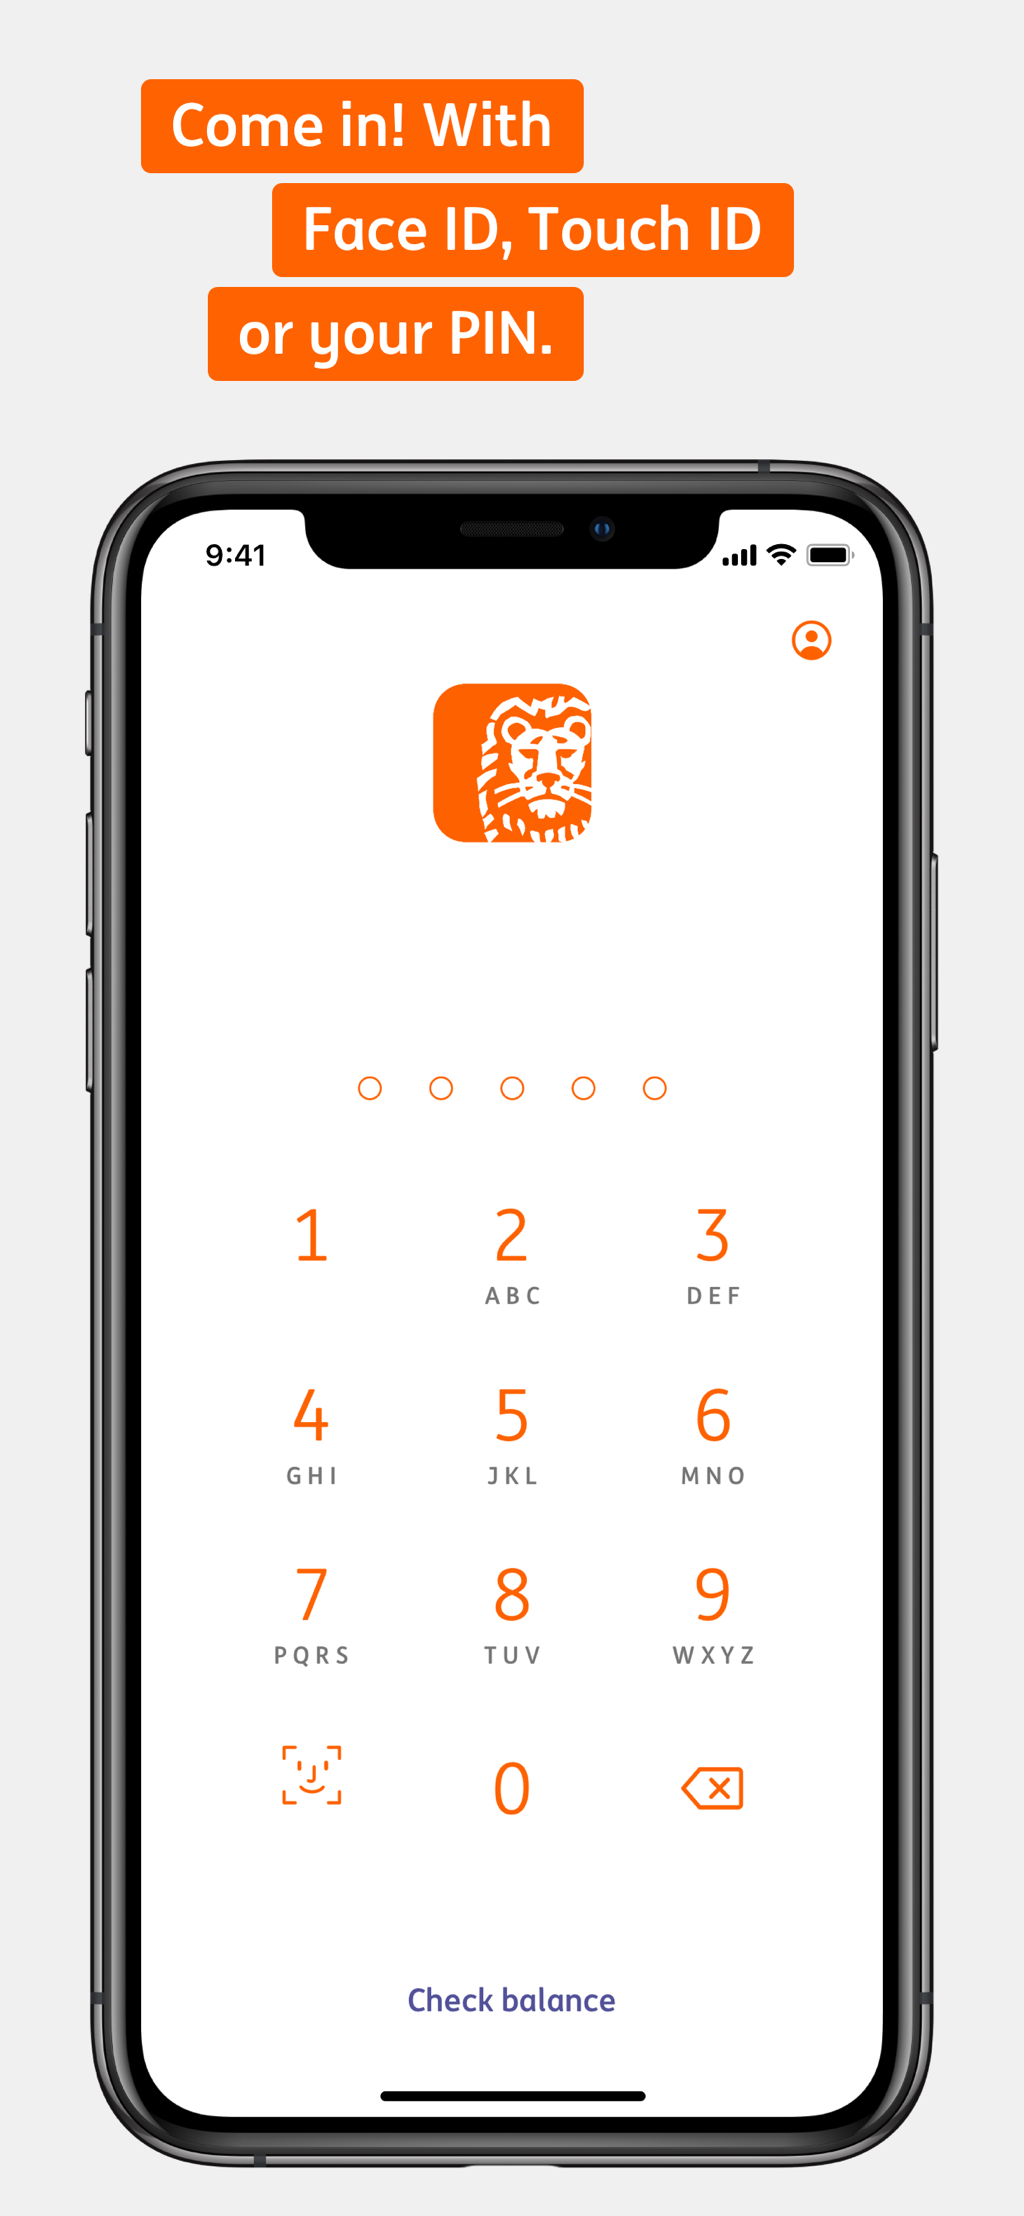 Come in! With
Face ID, Touch ID
or your PIN.
9:41
1 2 3
ABC DEF
4 5 6
GHI JKL MNO
7 8 9
PQRS TUV WXYZ
0
Check balance